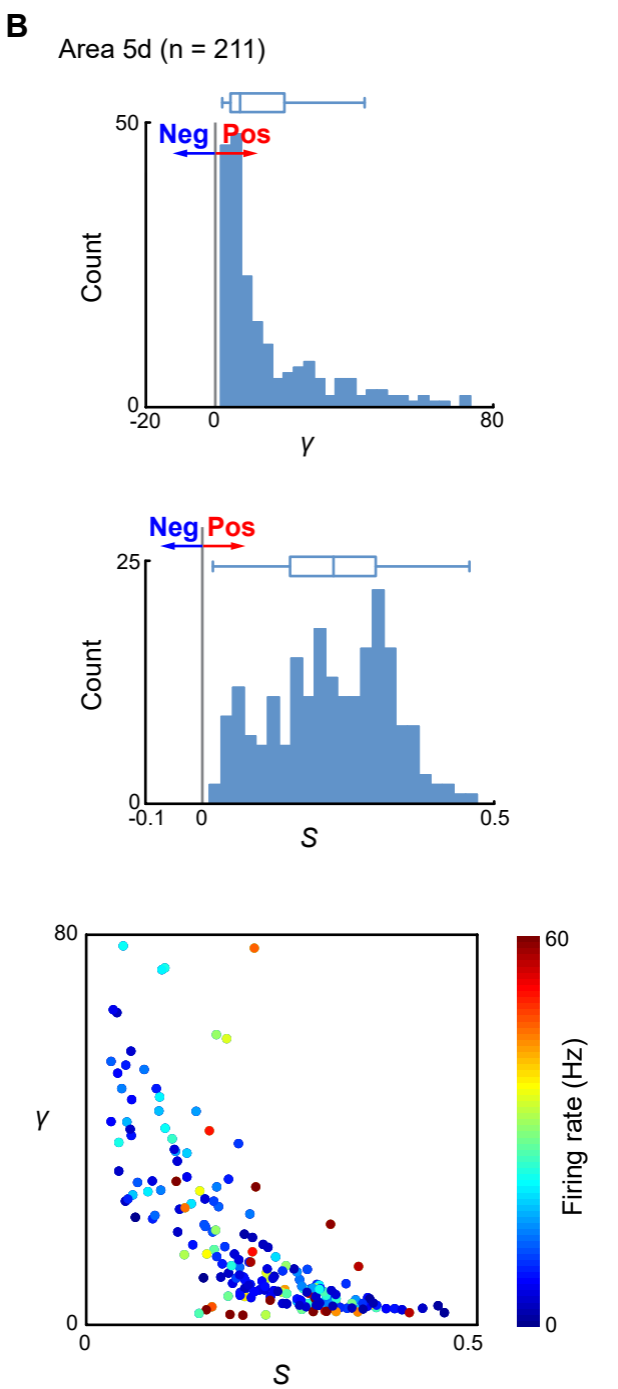 B
Area 5d (n = 211)
50
Neg Pos
Count
0
-20 0 80
γ
Neg Pos
25
Count
0
-0.1 0 0.5
S
80
60
γ
Firing rate (Hz)
0
0
0 0.5
S